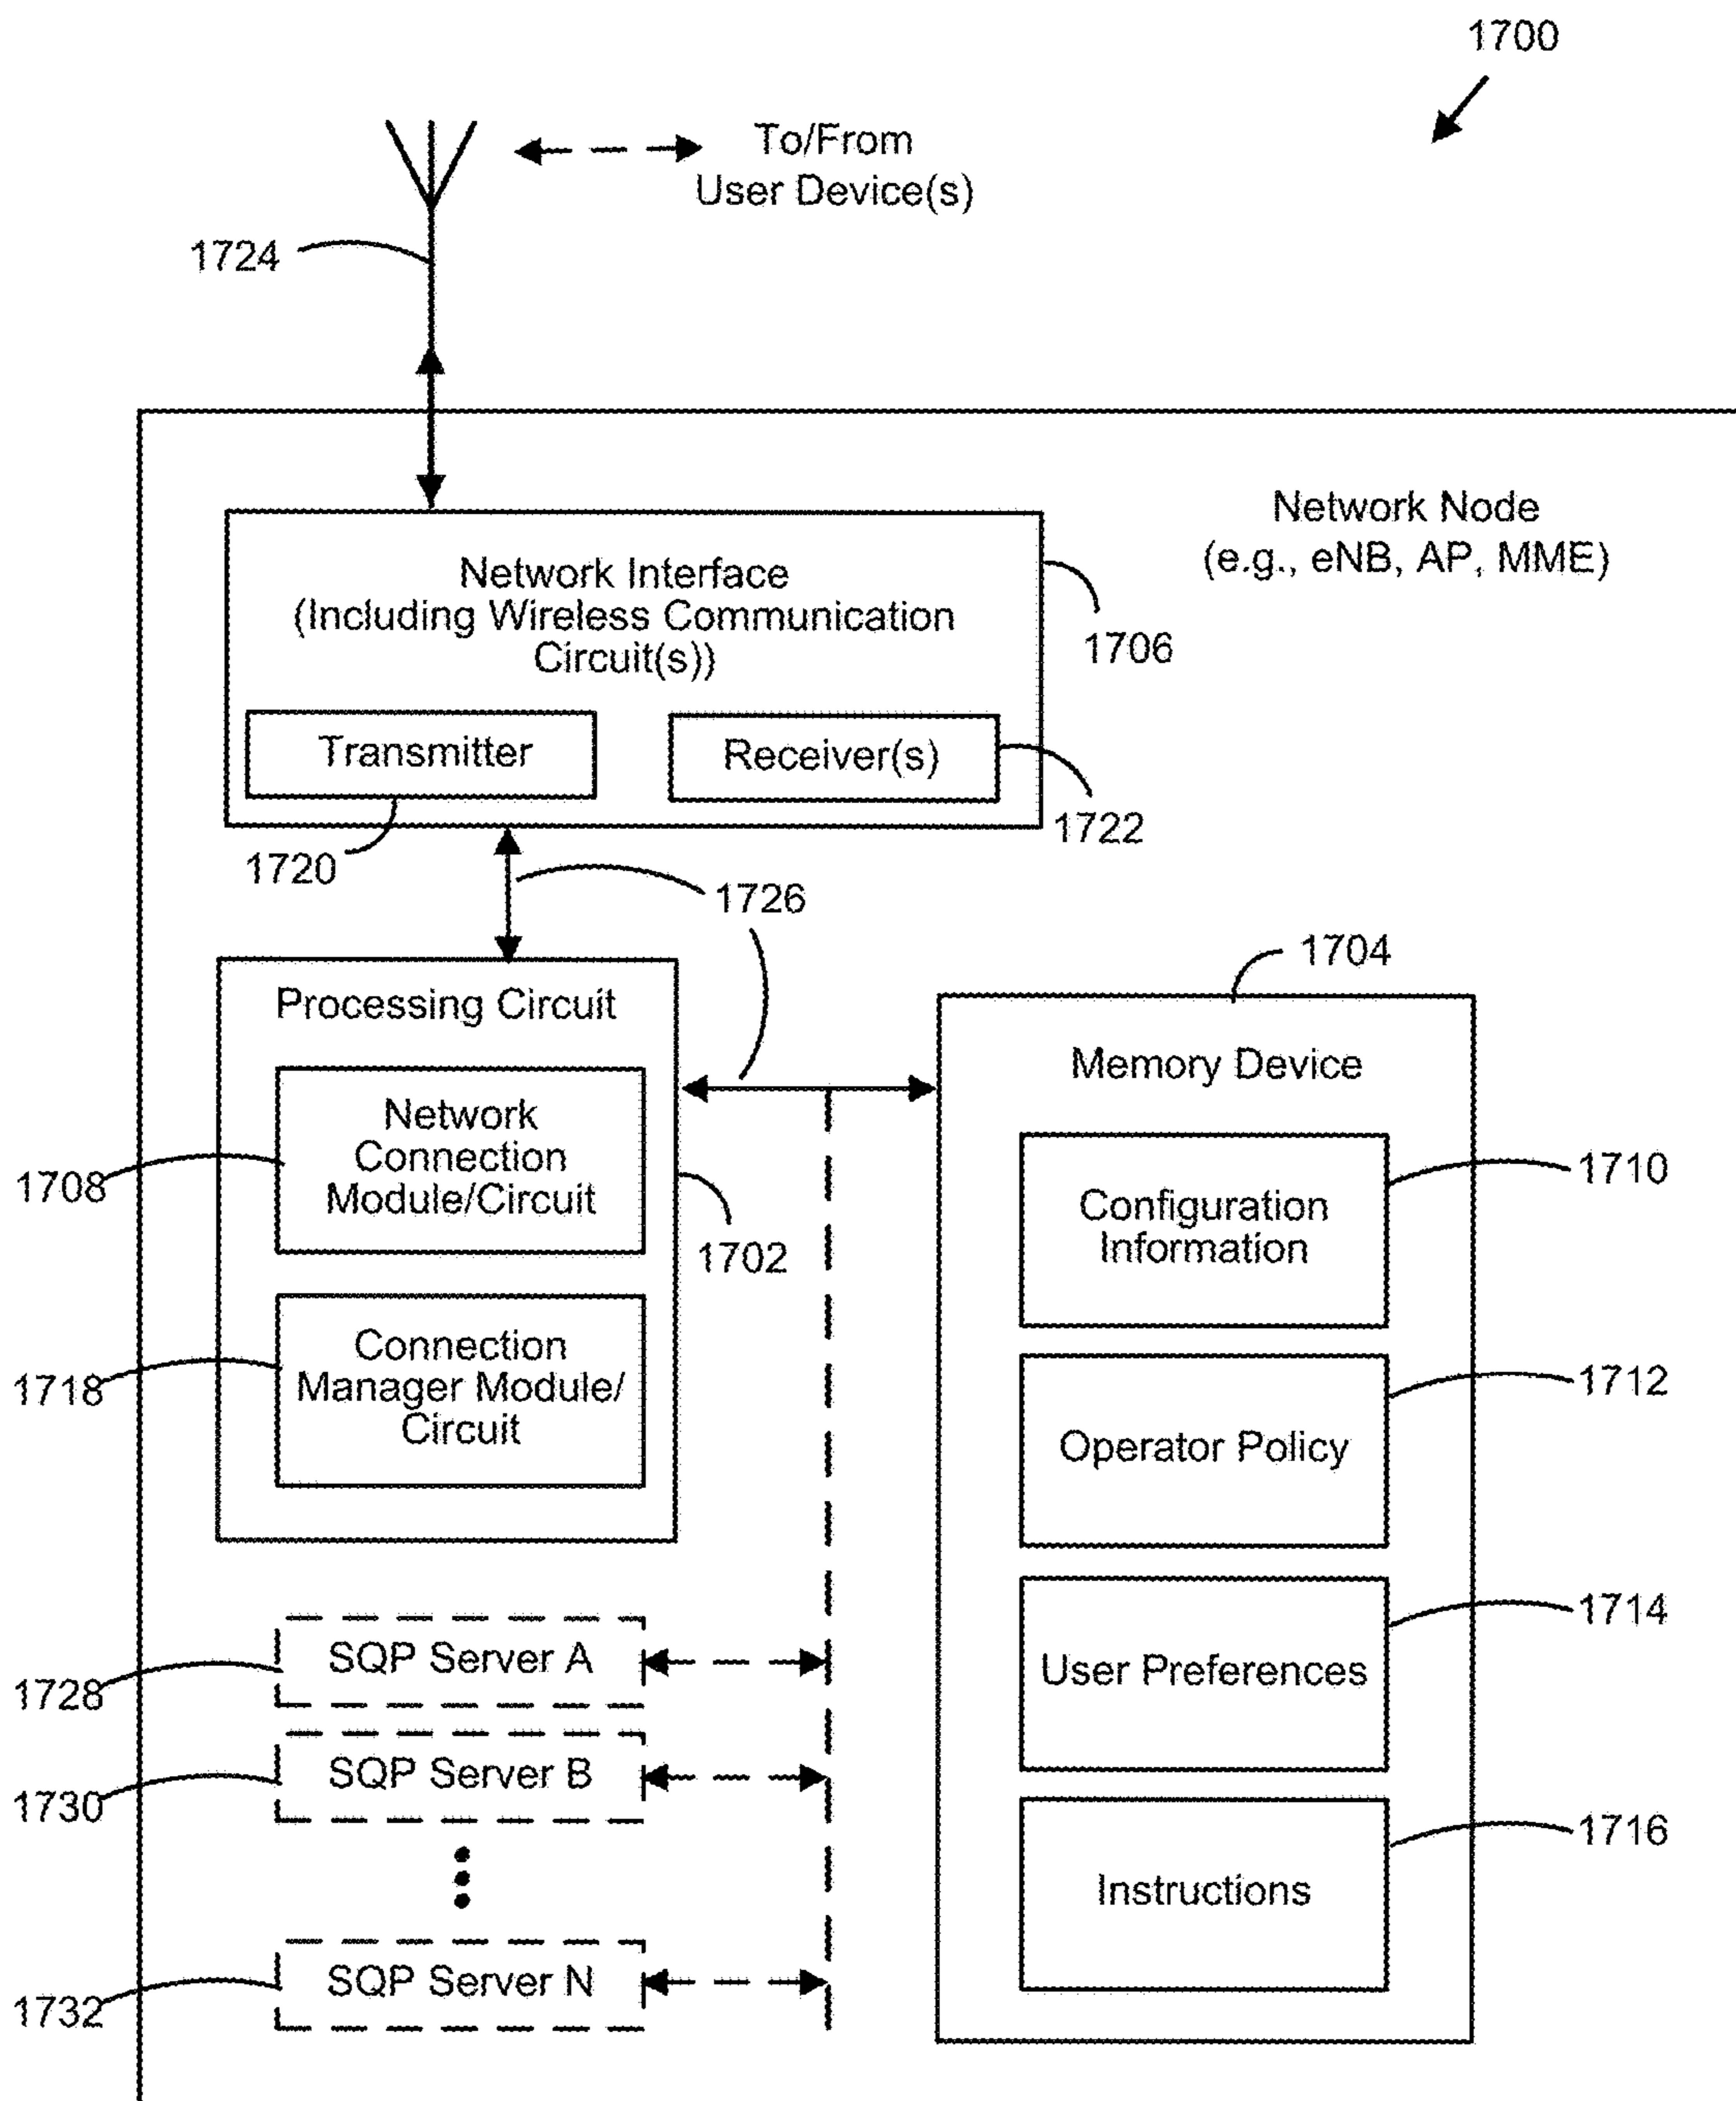 1700
To/From
User Device(s)
1724
Network Node
(e.g., eNB, AP, MME)
Network Interface
(Including Wireless Communication
Circuit(s))
1706
Transmitter
Receiver(s)
1720
1722
1726
1704
Processing Circuit
Memory Device
Network
Connection
Module/Circuit
1708
1702
Configuration
Information
1710
Connection
Manager Module/
Circuit
1718
Operator Policy
1712
SQP Server A
1728
User Preferences
1714
SQP Server B
1730
Instructions
1716
SQP Server N
1732